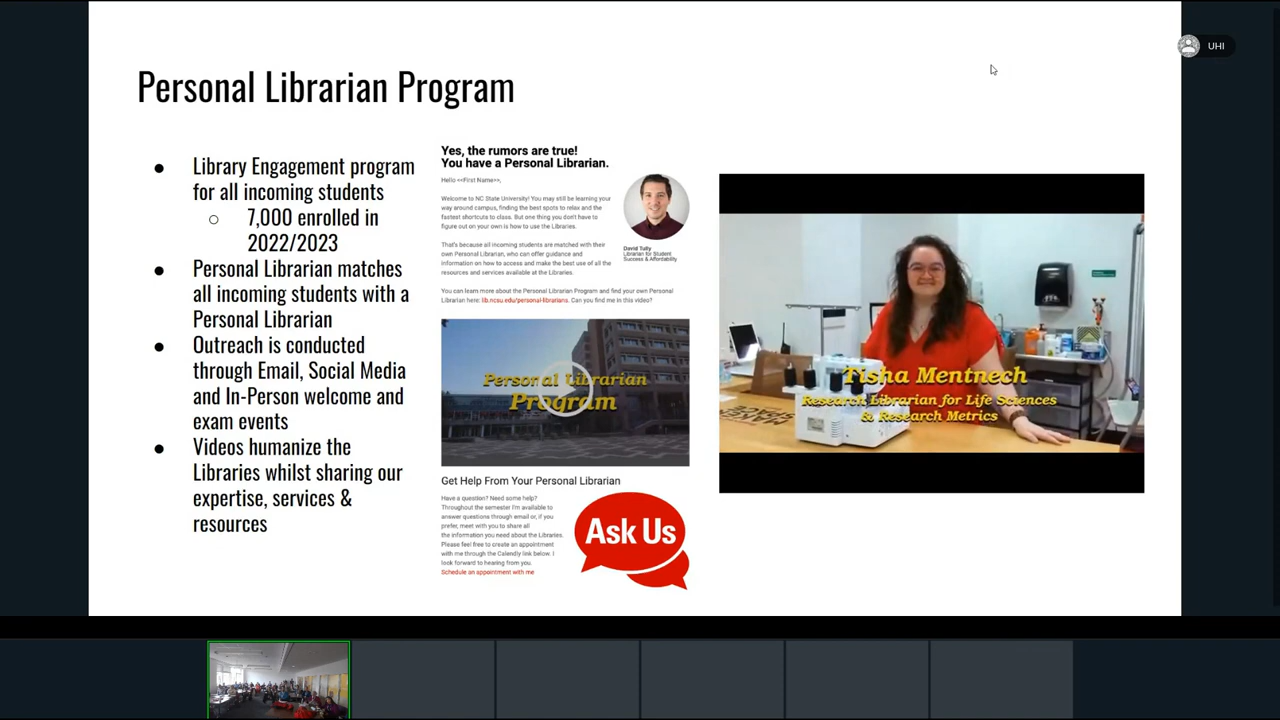 UHI
Personal Librarian Program
● Library Engagement program
for all incoming students
○ 7,000 enrolled in
2022/2023
● Personal Librarian matches
all incoming students with a
Personal Librarian
● Outreach is conducted
through Email, Social Media
and In-Person welcome and
exam events
● Videos humanize the
Libraries whilst sharing our
expertise, services &
resources
Yes, the rumors are true!
You have a Personal Librarian.
Hello <<First Name>>,
Welcome to NC State University! You may still be learning your
way around campus, finding the best spots to relax and the
fastest shortcuts to class. But one thing you don't have to
figure out on your own is how to use the Libraries.
That's because all incoming students are matched with their
own Personal Librarian, who can offer guidance and
information on how to access and make the best use of all the
resources and services available at the Libraries.
You can learn more about the Personal Librarian Program and find your own Personal
Librarian here: lib.ncsu.edu/personal-librarians. Can you find me in this video?
David Tully
Librarian for Student
Success & Affordability
Personal Librarian
Program
Get Help From Your Personal Librarian
Have a question? Need some help?
Throughout the semester I'm available to
answer questions through email or, if you
prefer, meet with you to share all
the information you need about the Libraries.
Please feel free to create an appointment
with me through the Calendly link below. I
look forward to hearing from you.
Schedule an appointment with me
Ask Us
Tisha Mentnech
Research Librarian for Life Sciences
& Research Metrics